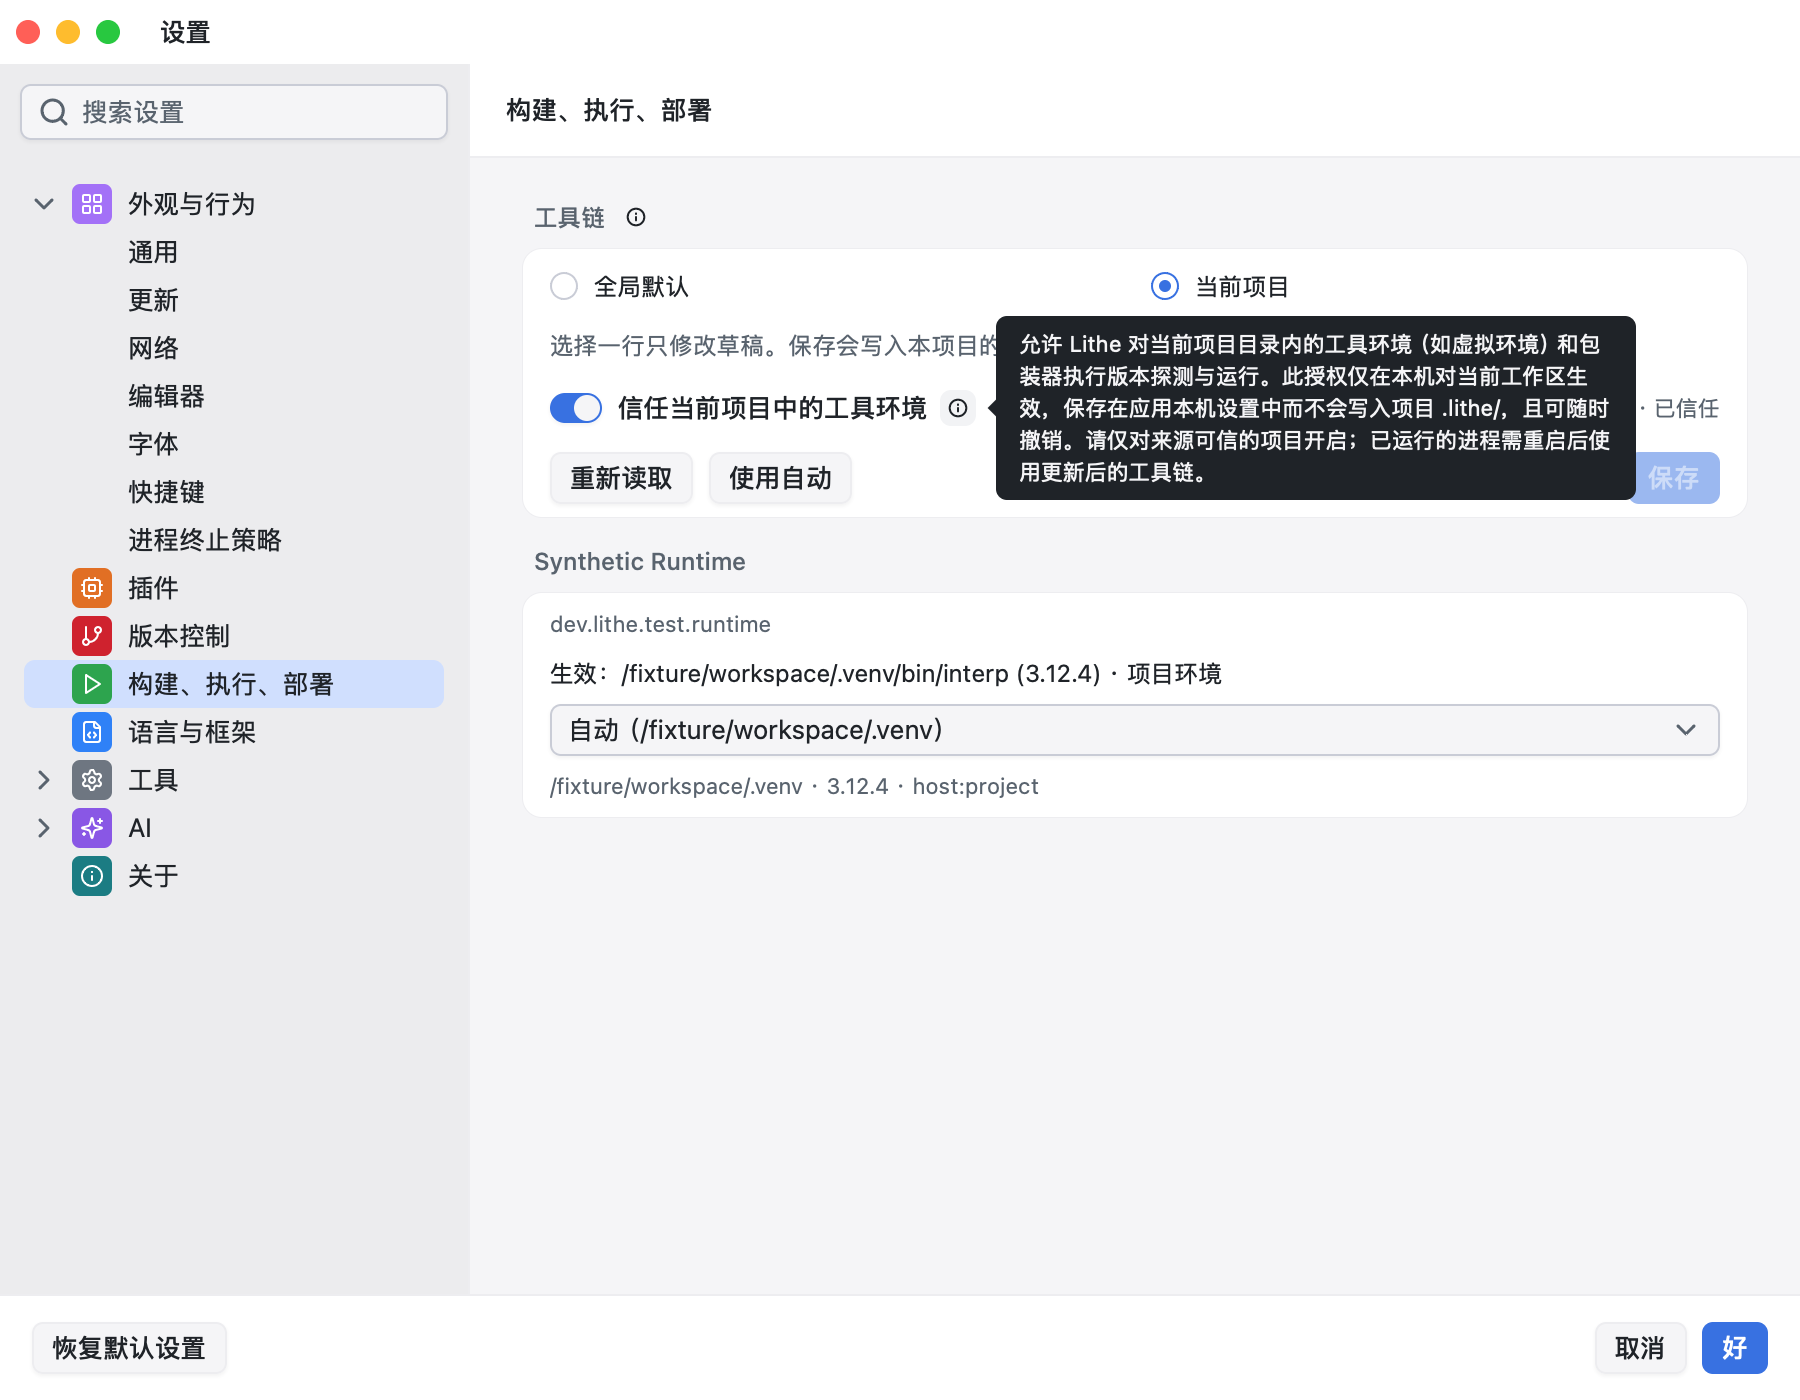 设置
搜索设置
外观与行为
通用
更新
网络
编辑器
字体
快捷键
进程终止策略
插件
版本控制
构建、执行、部署
语言与框架
工具
AI
关于
构建、执行、部署
工具链
全局默认
当前项目
选择一行只修改草稿。保存会写入本项目的
信任当前项目中的工具环境
· 已信任
允许 Lithe 对当前项目目录内的工具环境（如虚拟环境）和包
装器执行版本探测与运行。此授权仅在本机对当前工作区生
效，保存在应用本机设置中而不会写入项目 .lithe/，且可随时
撤销。请仅对来源可信的项目开启；已运行的进程需重启后使
用更新后的工具链。
重新读取
使用自动
保存
Synthetic Runtime
dev.lithe.test.runtime
生效：/fixture/workspace/.venv/bin/interp (3.12.4) · 项目环境
自动（/fixture/workspace/.venv）
/fixture/workspace/.venv · 3.12.4 · host:project
恢复默认设置
取消
好